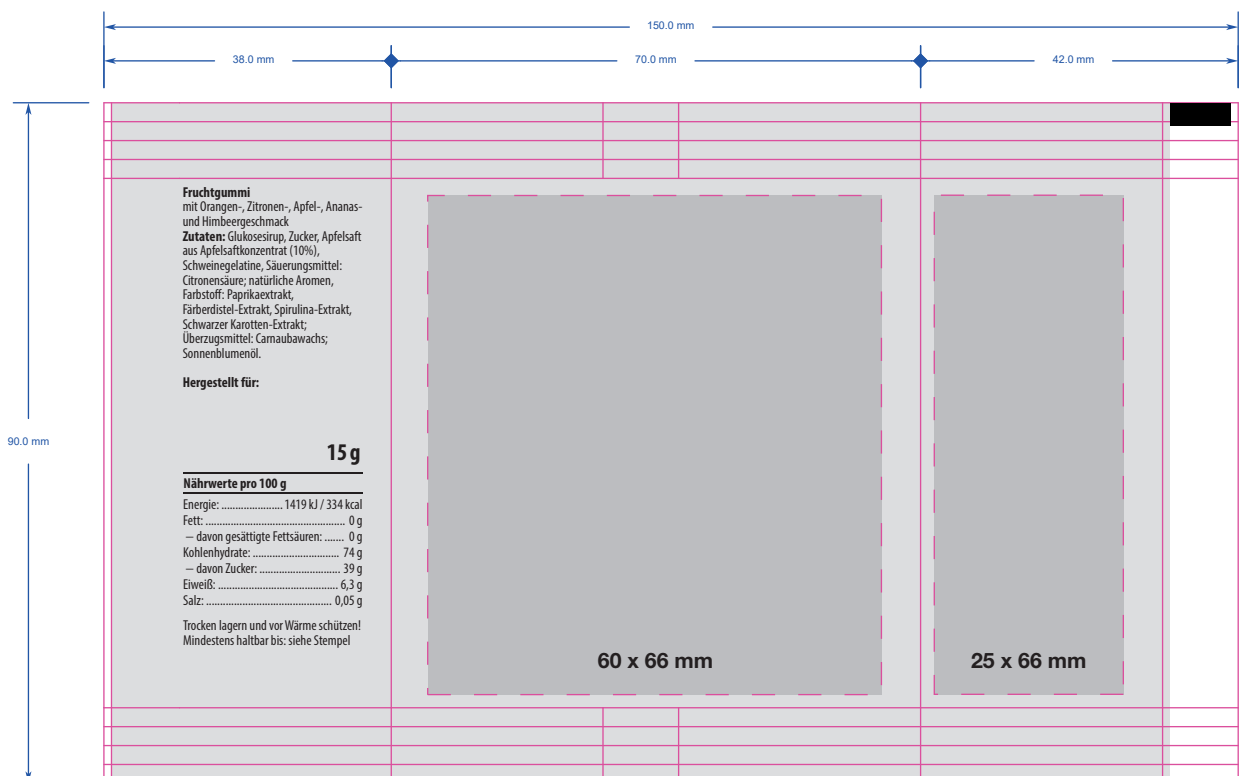 150.0 mm
38.0 mm
70.0 mm
42.0 mm
90.0 mm
Fruchtgummi
mit Orangen-, Zitronen-, Apfel-, Ananas-
und Himbeergeschmack
Zutaten: Glukosesirup, Zucker, Apfelsaft
aus Apfelsaftkonzentrat (10%),
Schweinegelatine, Säuerungsmittel:
Citronensäure; natürliche Aromen,
Farbstoff: Paprikaextrakt,
Färberdistel-Extrakt, Spirulina-Extrakt,
Schwarzer Karotten-Extrakt;
Überzugsmittel: Carnaubawachs;
Sonnenblumenöl.
Hergestellt für:
15 g
Nährwerte pro 100 g
Energie: ...................... 1419 kJ / 334 kcal
Fett: ................................................. 0 g
– davon gesättigte Fettsäuren: ....... 0 g
Kohlenhydrate: ............................... 74 g
– davon Zucker: ............................. 39 g
Eiweiß: ........................................... 6,3 g
Salz: ............................................. 0,05 g
Trocken lagern und vor Wärme schützen!
Mindestens haltbar bis: siehe Stempel
60 x 66 mm
25 x 66 mm